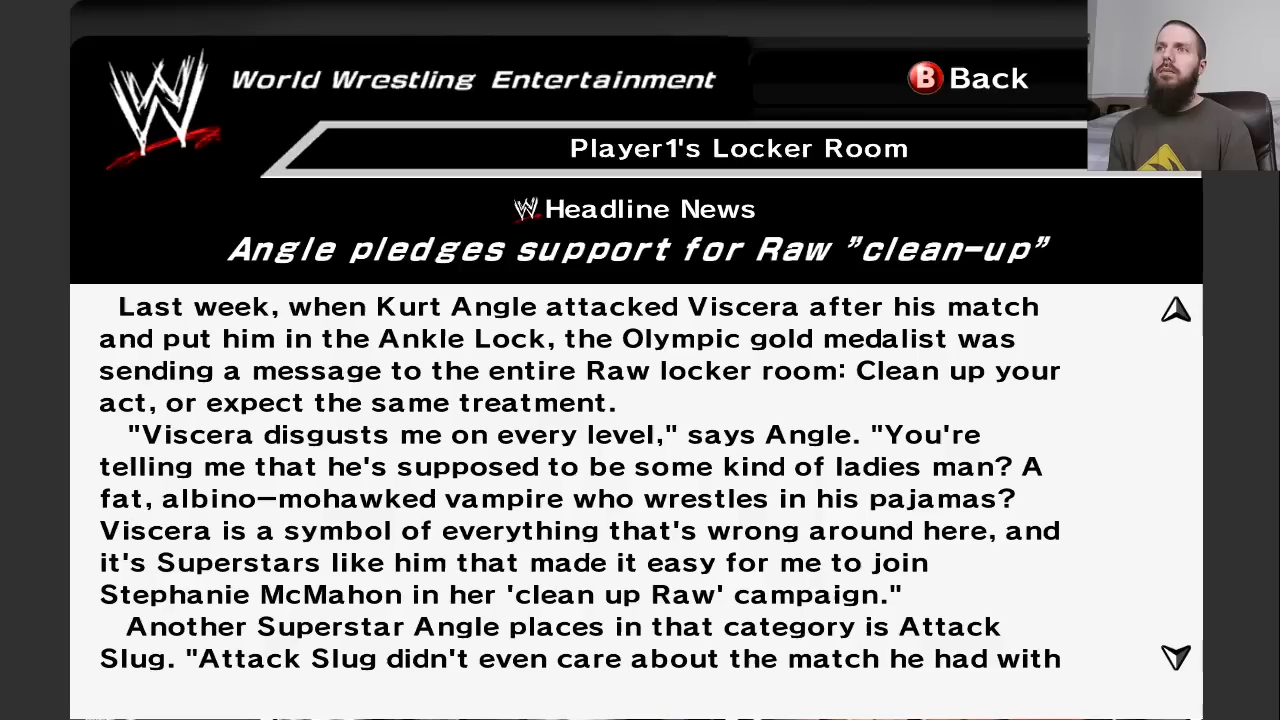 World Wrestling Entertainment
B Back
Player1's Locker Room
W Headline News
Angle pledges support for Raw "clean-up"
Last week, when Kurt Angle attacked Viscera after his match
and put him in the Ankle Lock, the Olympic gold medalist was
sending a message to the entire Raw locker room: Clean up your
act, or expect the same treatment.
"Viscera disgusts me on every level," says Angle. "You're
telling me that he's supposed to be some kind of ladies man? A
fat, albino-mohawked vampire who wrestles in his pajamas?
Viscera is a symbol of everything that's wrong around here, and
it's Superstars like him that made it easy for me to join
Stephanie McMahon in her 'clean up Raw' campaign."
Another Superstar Angle places in that category is Attack
Slug. "Attack Slug didn't even care about the match he had with